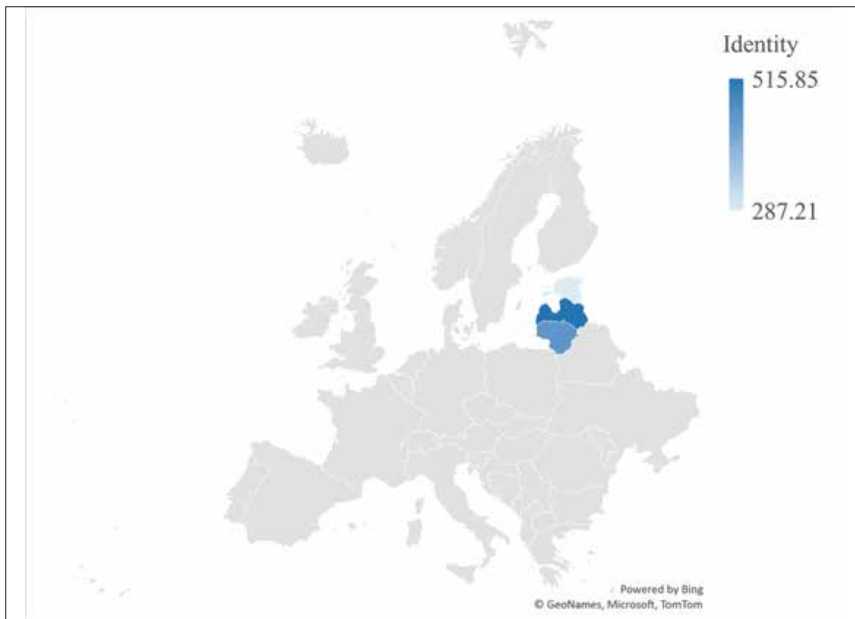 Identity
515.85
287.21
Powered by Bing
© GeoNames, Microsoft, TomTom